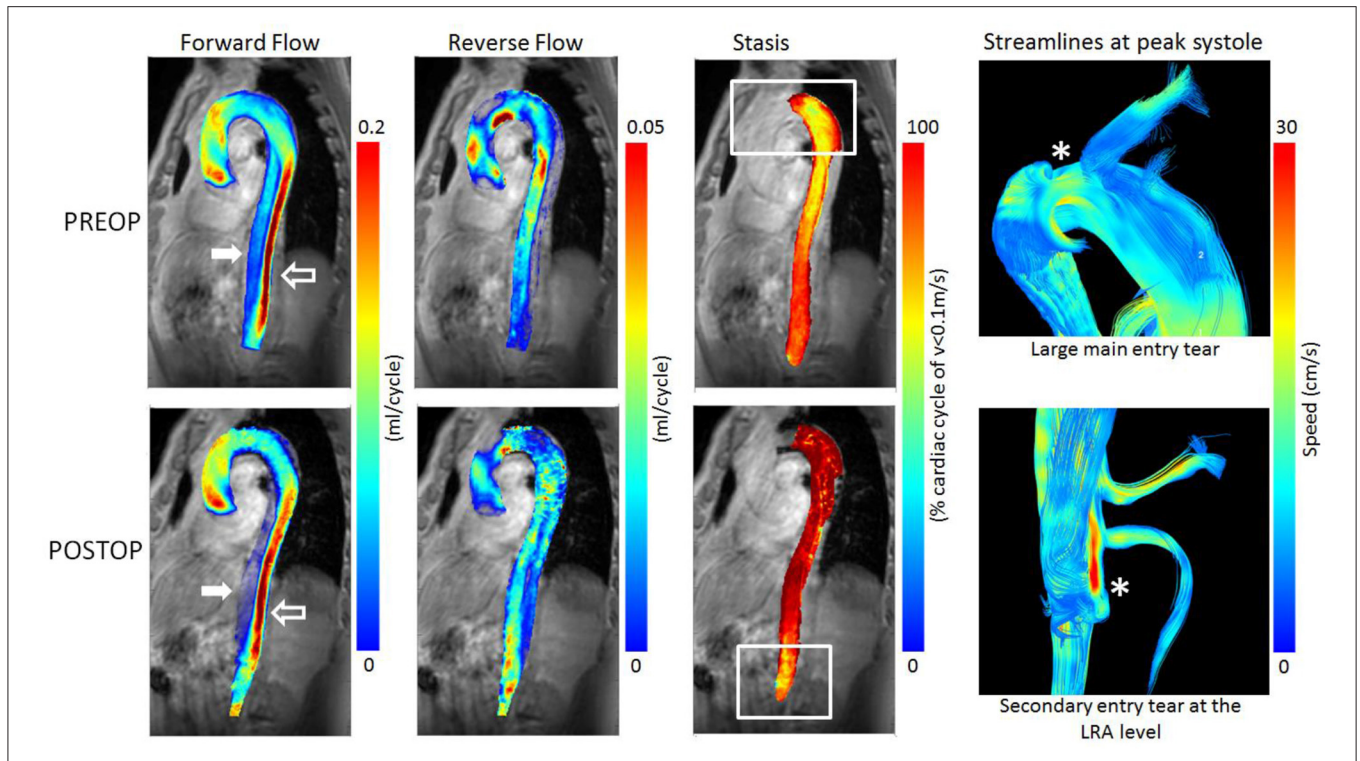 Forward Flow
Reverse Flow
Stasis
Streamlines at peak systole
PREOP
0.2
0
(ml/cycle)
0.05
0
(ml/cycle)
100
0
(% cardiac cycle of v<0.1m/s)
*
2
Large main entry tear
30
0
Speed (cm/s)
POSTOP
*
Secondary entry tear at the
LRA level